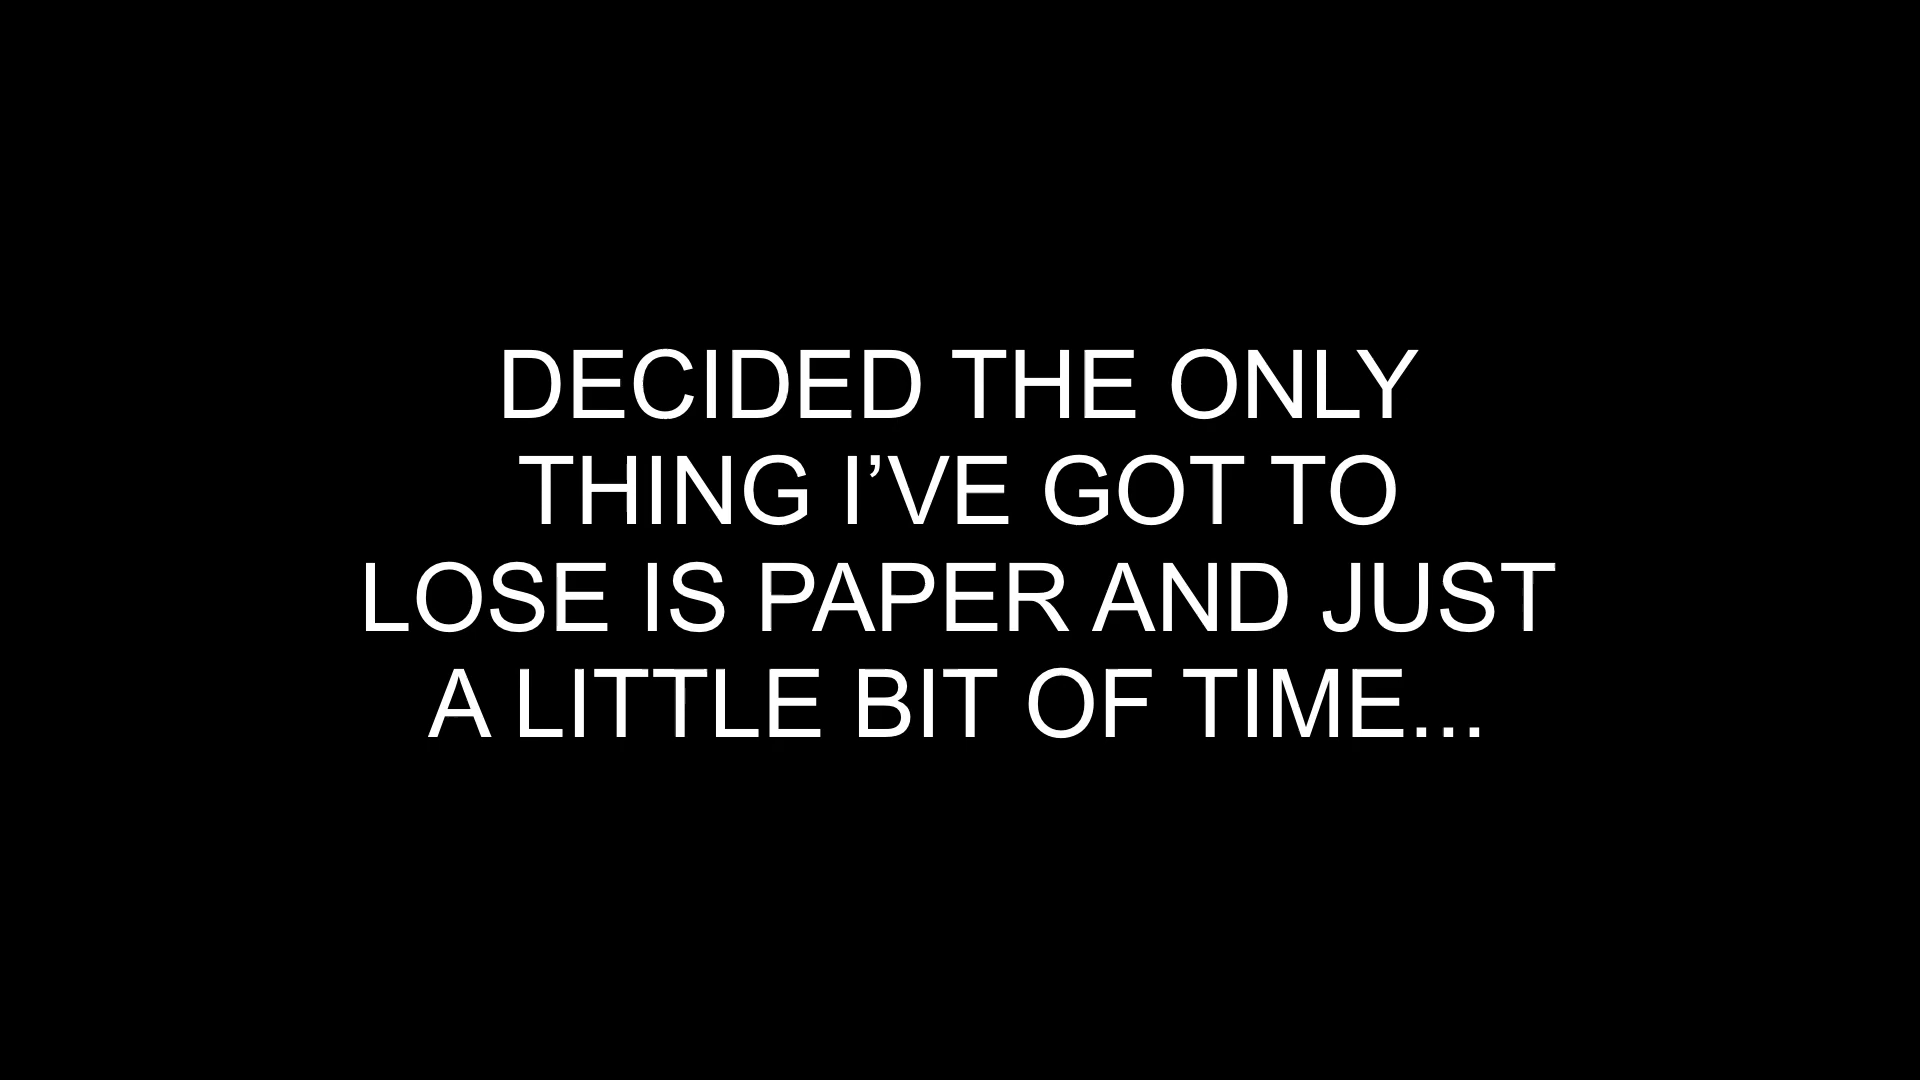 DECIDED THE ONLY
THING I’VE GOT TO
LOSE IS PAPER AND JUST
A LITTLE BIT OF TIME...